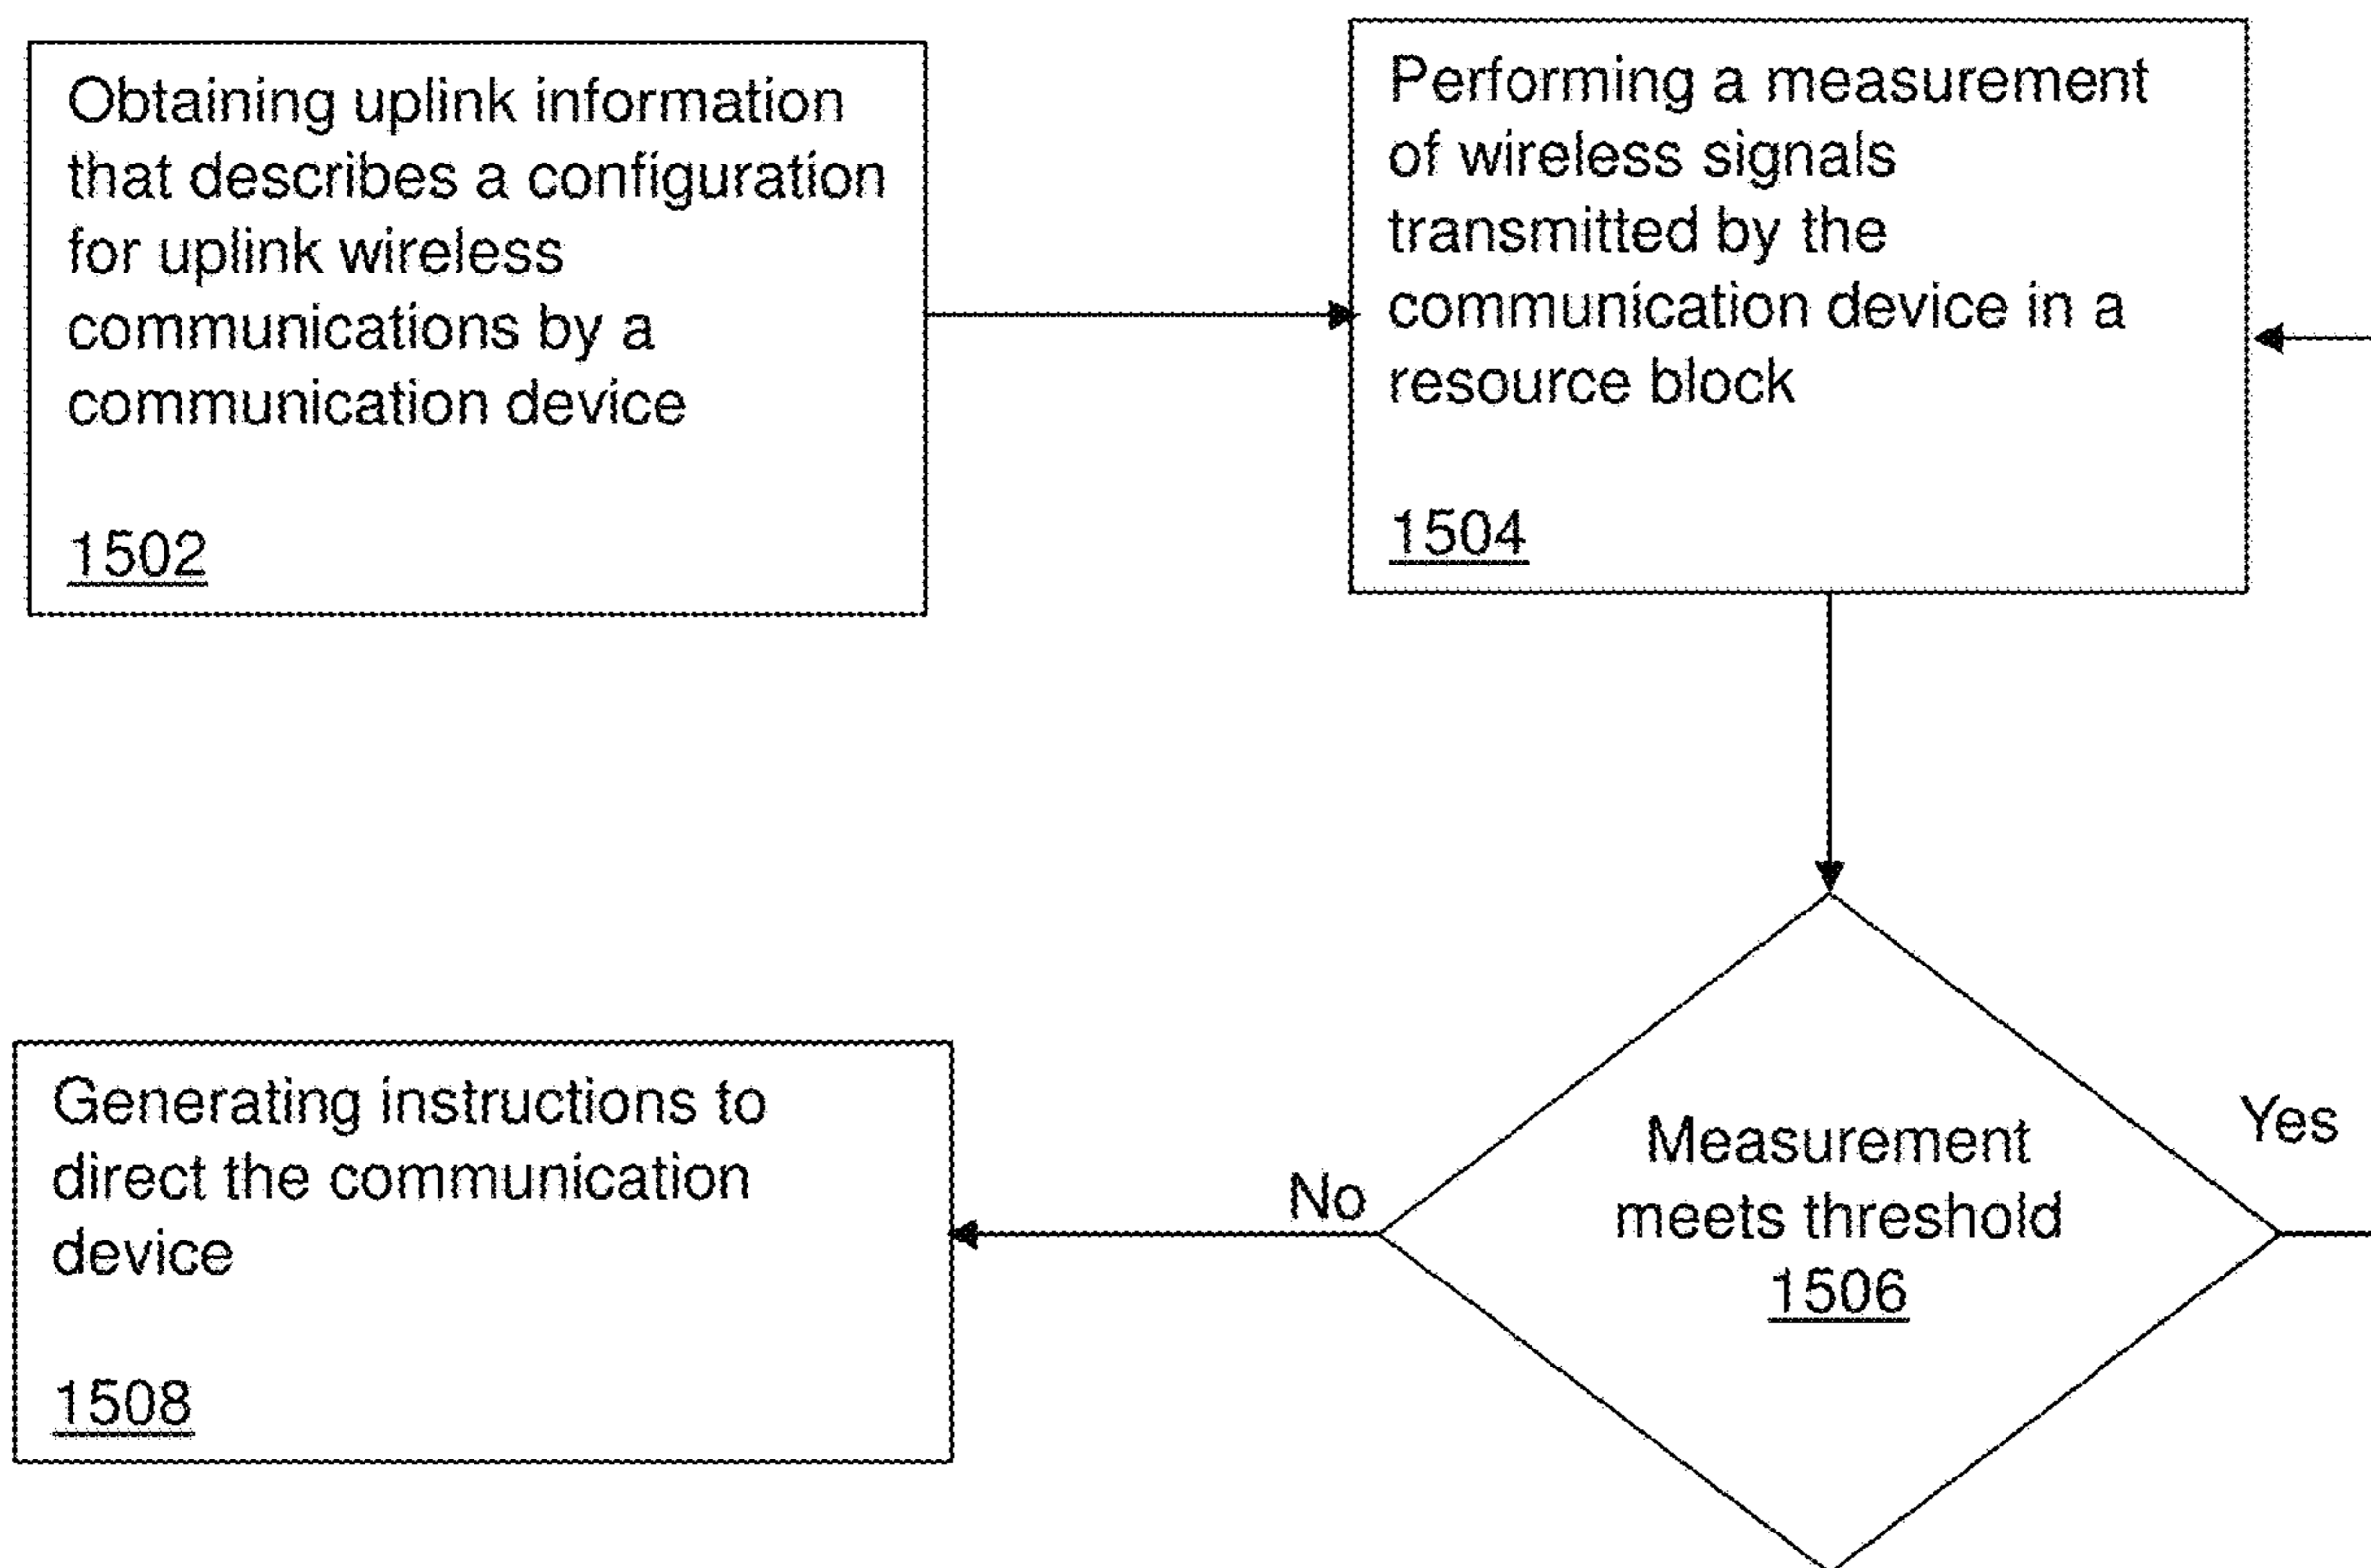 Obtaining uplink information
that describes a configuration
for uplink wireless
communications by a
communication device
1502
Performing a measurement
of wireless signals
transmitted by the
communication device in a
resource block
1504
Measurement
meets threshold
1506
Yes
No
Generating instructions to
direct the communication
device
1508